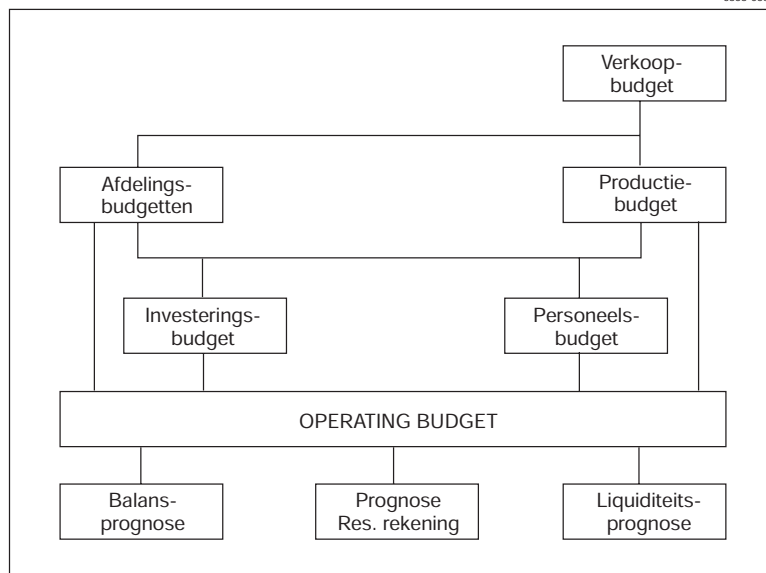 Verkoop-
budget
Afdelings-
budgetten
Productie-
budget
Investerings-
budget
Personeels-
budget
OPERATING BUDGET
Balans-
prognose
Prognose
Res. rekening
Liquiditeits-
prognose